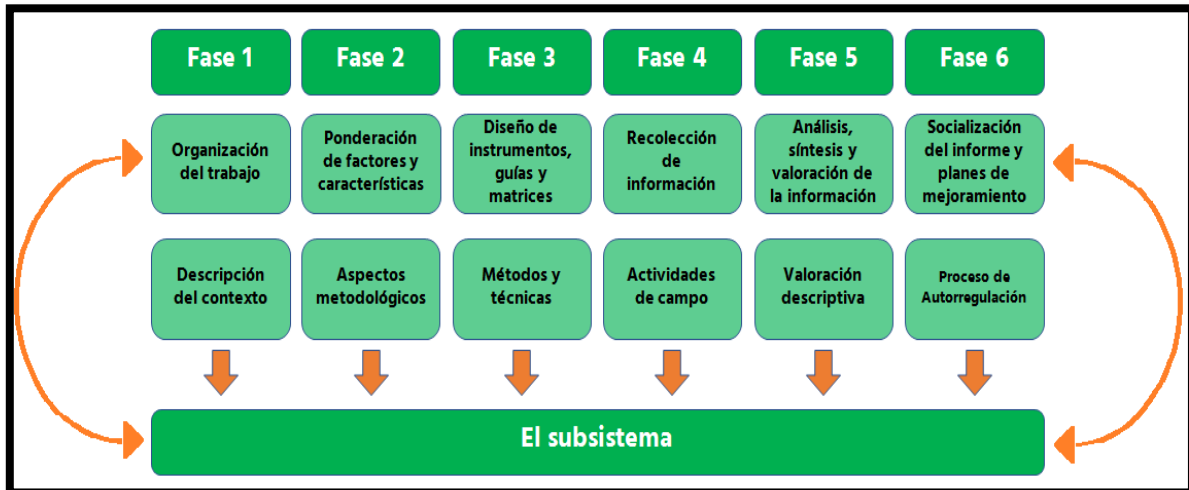 Fase 1
Fase 2
Fase 3
Fase 4
Fase 5
Fase 6
Organización
del trabajo
Ponderación
de factores y
características
Diseño de
instrumentos,
guías y
matrices
Recolección
de
información
Análisis,
síntesis y
valoración de
la información
Socialización
del informe y
planes de
mejoramiento
Descripción
del contexto
Aspectos
metodológicos
Métodos y
técnicas
Actividades
de campo
Valoración
descriptiva
Proceso de
Autorregulación
El subsistema